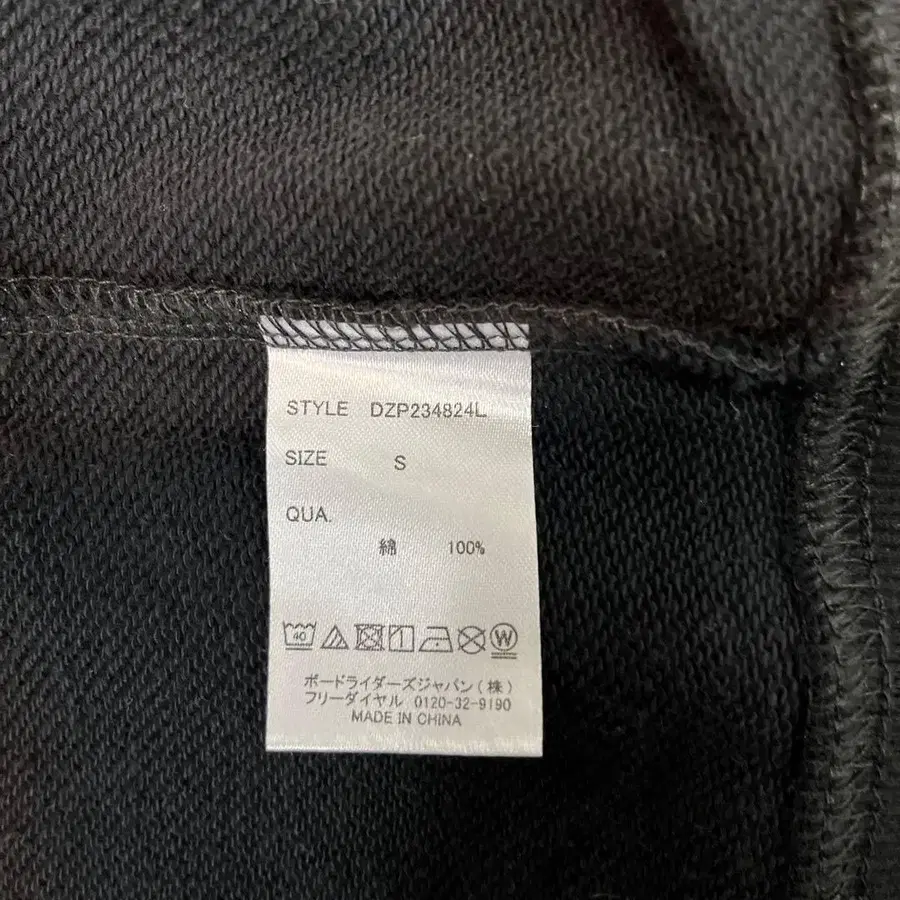 STYLE DZP234824L
SIZE S
QUA.
綿 100%
40 W
ボードライダーズジャパン(株)
フリーダイヤル 0120-32-9190
MADE IN CHINA